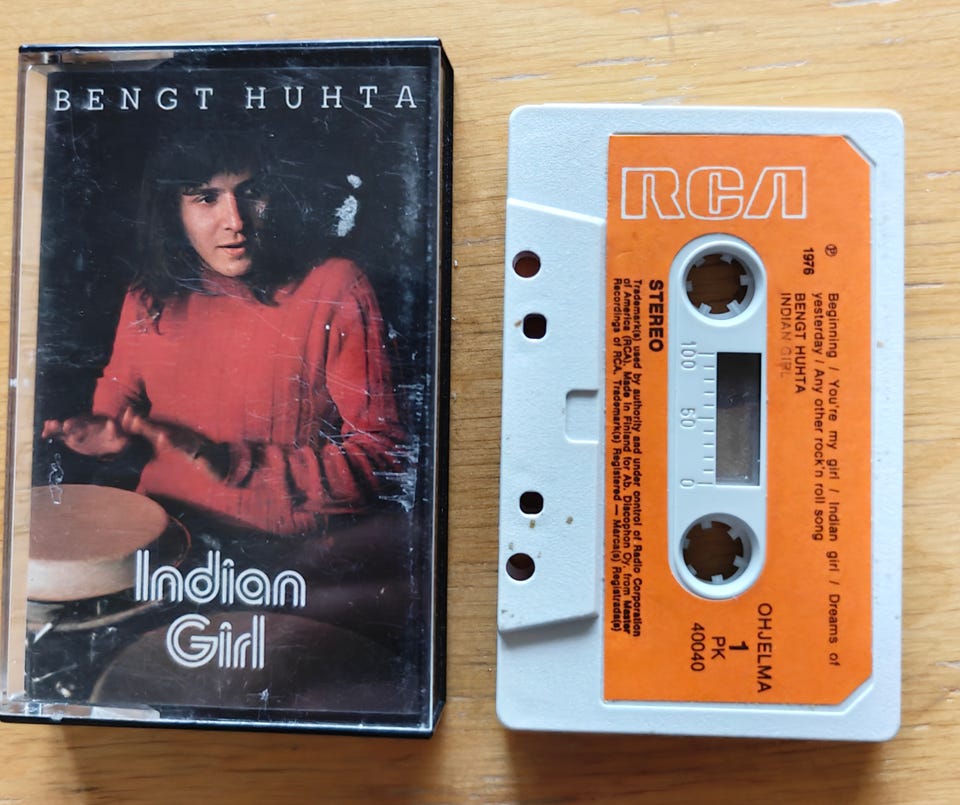 BENGT HUHTA
Indian
Girl
RCA
℗
1976
Beginning / You're my girl / Indian girl / Dreams of
yesterday / Any other rock'n roll song
BENGT HUHTA
INDIAN GIRL
100 50 0
STEREO
Trademark(s) used by authority and under control of Radio Corporation
of America (RCA). Made in Finland for Ab. Discophon Oy. from Master
Recordings of RCA. Trademark(s) Registered — Marca(s) Registrada(s)
OHJELMA
1
PK
40040